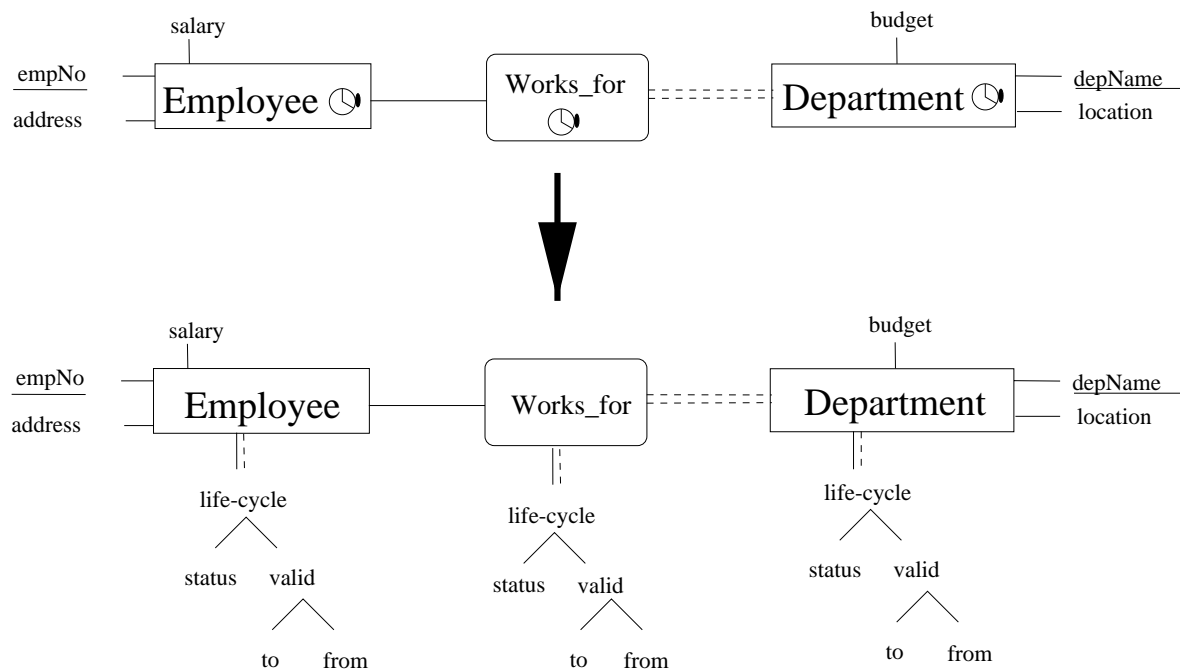 salary
budget
empNo
Employee
Works_for
Department
depName
address
location
salary
budget
empNo
Employee
Works_for
Department
depName
address
location
life-cycle
life-cycle
life-cycle
status valid
status valid
status valid
to from
to from
to from